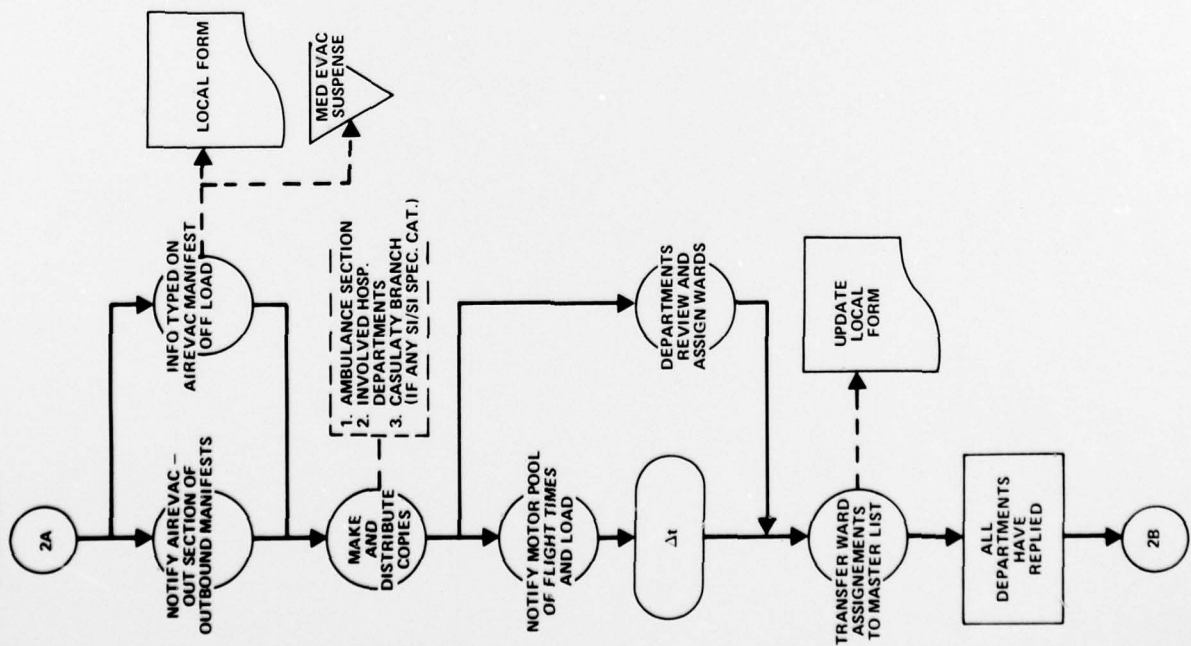 2A
NOTIFY AIREVAC –
OUT SECTION OF
OUTBOUND MANIFESTS
INFO TYPED ON
AIREVAC MANIFEST
OFF LOAD
LOCAL FORM
MED EVAC
SUSPENSE
MAKE
AND
DISTRIBUTE
COPIES
1. AMBULANCE SECTION
2. INVOLVED HOSP.
DEPARTMENTS
3. CASULATY BRANCH
(IF ANY SI/SI SPEC. CAT.)
NOTIFY MOTOR POOL
OF FLIGHT TIMES
AND LOAD
DEPARTMENTS
REVIEW AND
ASSIGN WARDS
Δt
TRANSFER WARD
ASSIGNEMENTS
TO MASTER LIST
UPDATE
LOCAL
FORM
ALL
DEPARTMENTS
HAVE
REPLIED
2B